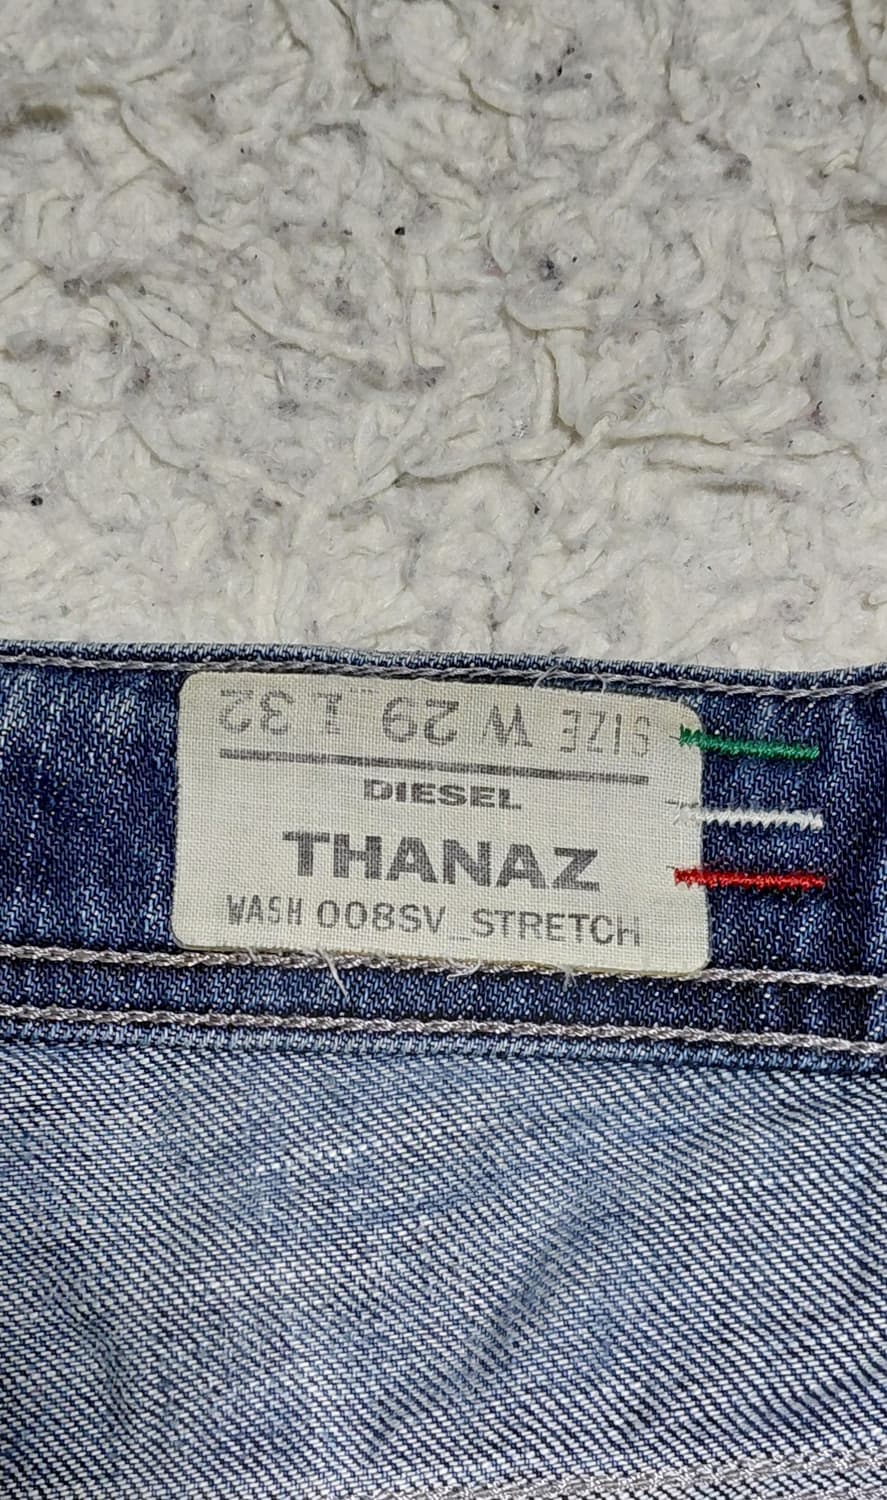 SIZE W 29 L 32
DIESEL
THANAZ
WASH 008SV_STRETCH